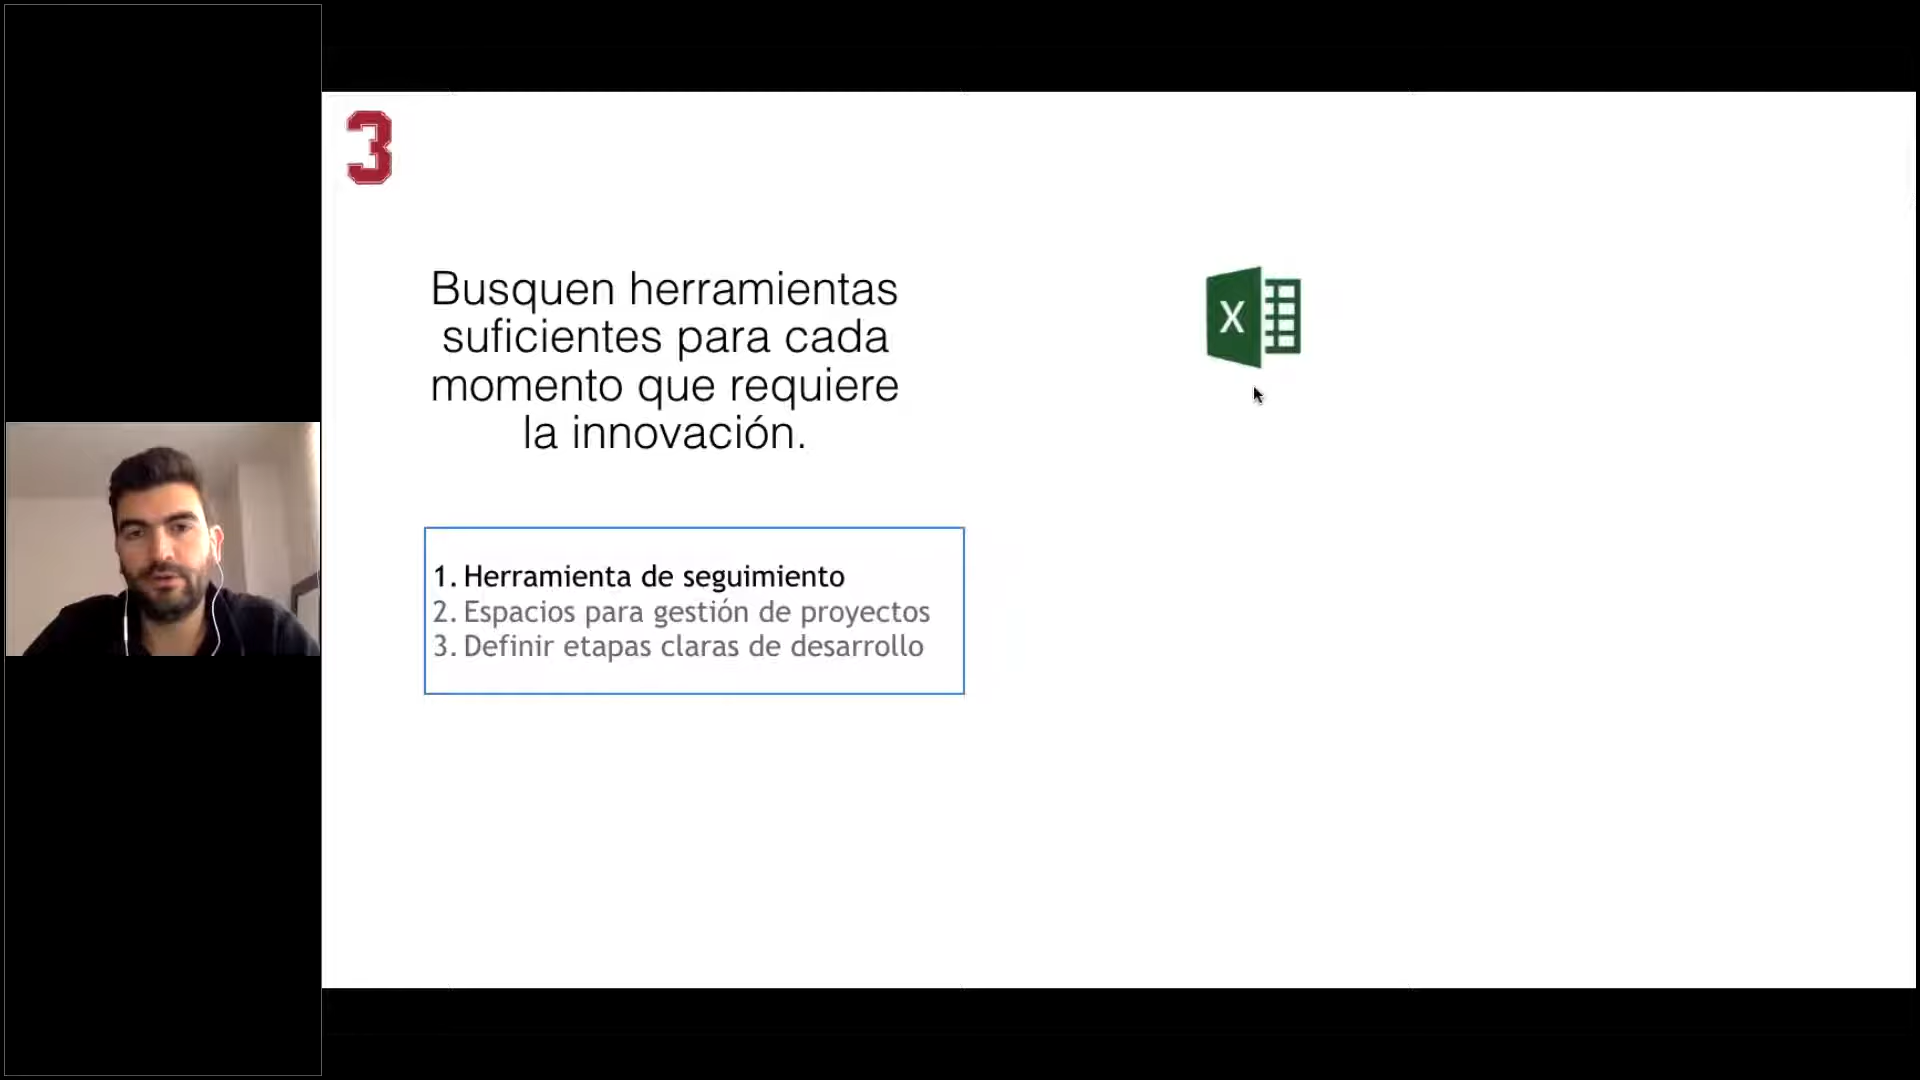 3
Busquen herramientas
suficientes para cada
momento que requiere
la innovación.
X
1. Herramienta de seguimiento
2. Espacios para gestión de proyectos
3. Definir etapas claras de desarrollo